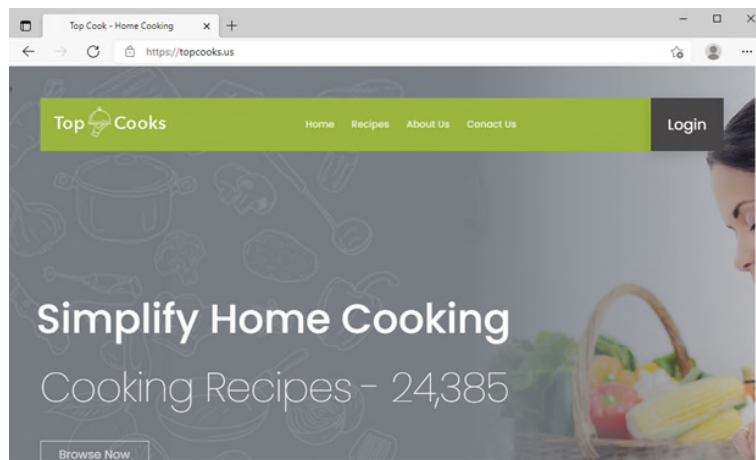 Top Cook - Home Cooking
https://topcooks.us
Top Cooks
Home Recipes About Us Conact Us
Login
Simplify Home Cooking
Cooking Recipes - 24,385
Browse Now